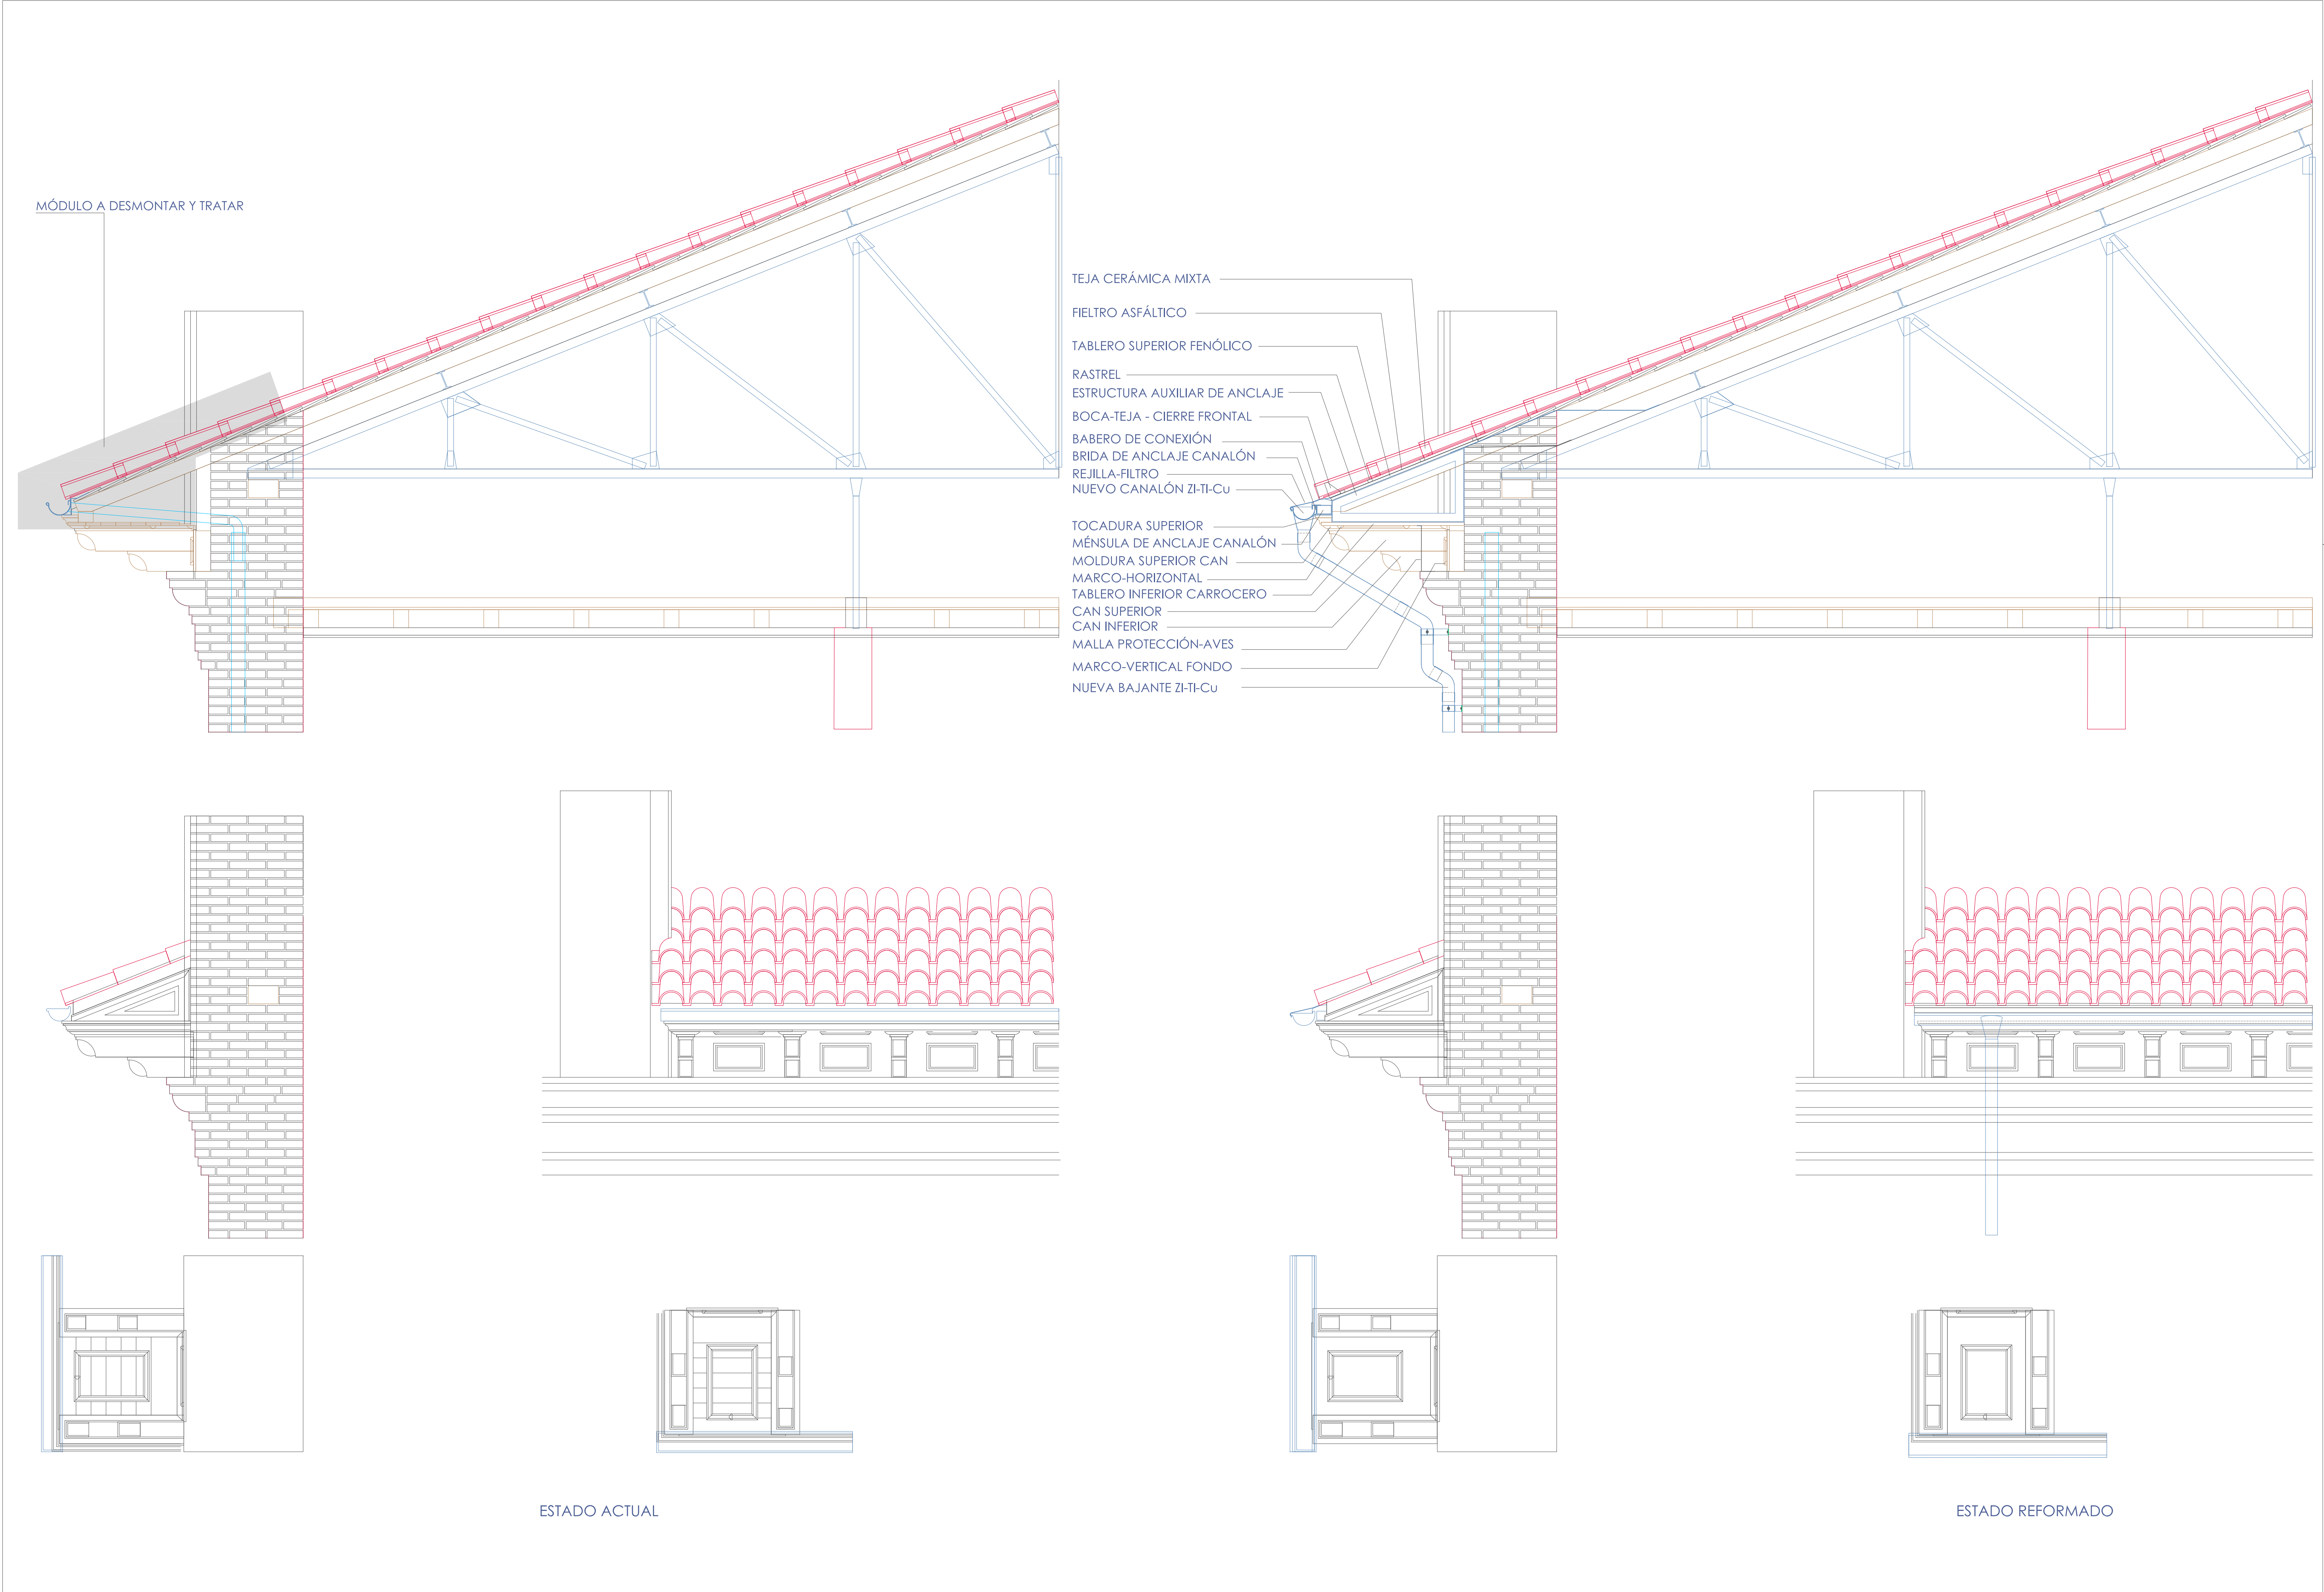 MÓDULO A DESMONTAR Y TRATAR
TEJA CERÁMICA MIXTA
FIELTRO ASFÁLTICO
TABLERO SUPERIOR FENÓLICO
RASTREL
ESTRUCTURA AUXILIAR DE ANCLAJE
BOCA-TEJA - CIERRE FRONTAL
BABERO DE CONEXIÓN
BRIDA DE ANCLAJE CANALÓN
REJILLA-FILTRO
NUEVO CANALÓN ZI-TI-Cu
TOCADURA SUPERIOR
MÉNSULA DE ANCLAJE CANALÓN
MOLDURA SUPERIOR CAN
MARCO-HORIZONTAL
TABLERO INFERIOR CARROCERO
CAN SUPERIOR
CAN INFERIOR
MALLA PROTECCIÓN-AVES
MARCO-VERTICAL FONDO
NUEVA BAJANTE ZI-TI-Cu
ESTADO ACTUAL
ESTADO REFORMADO